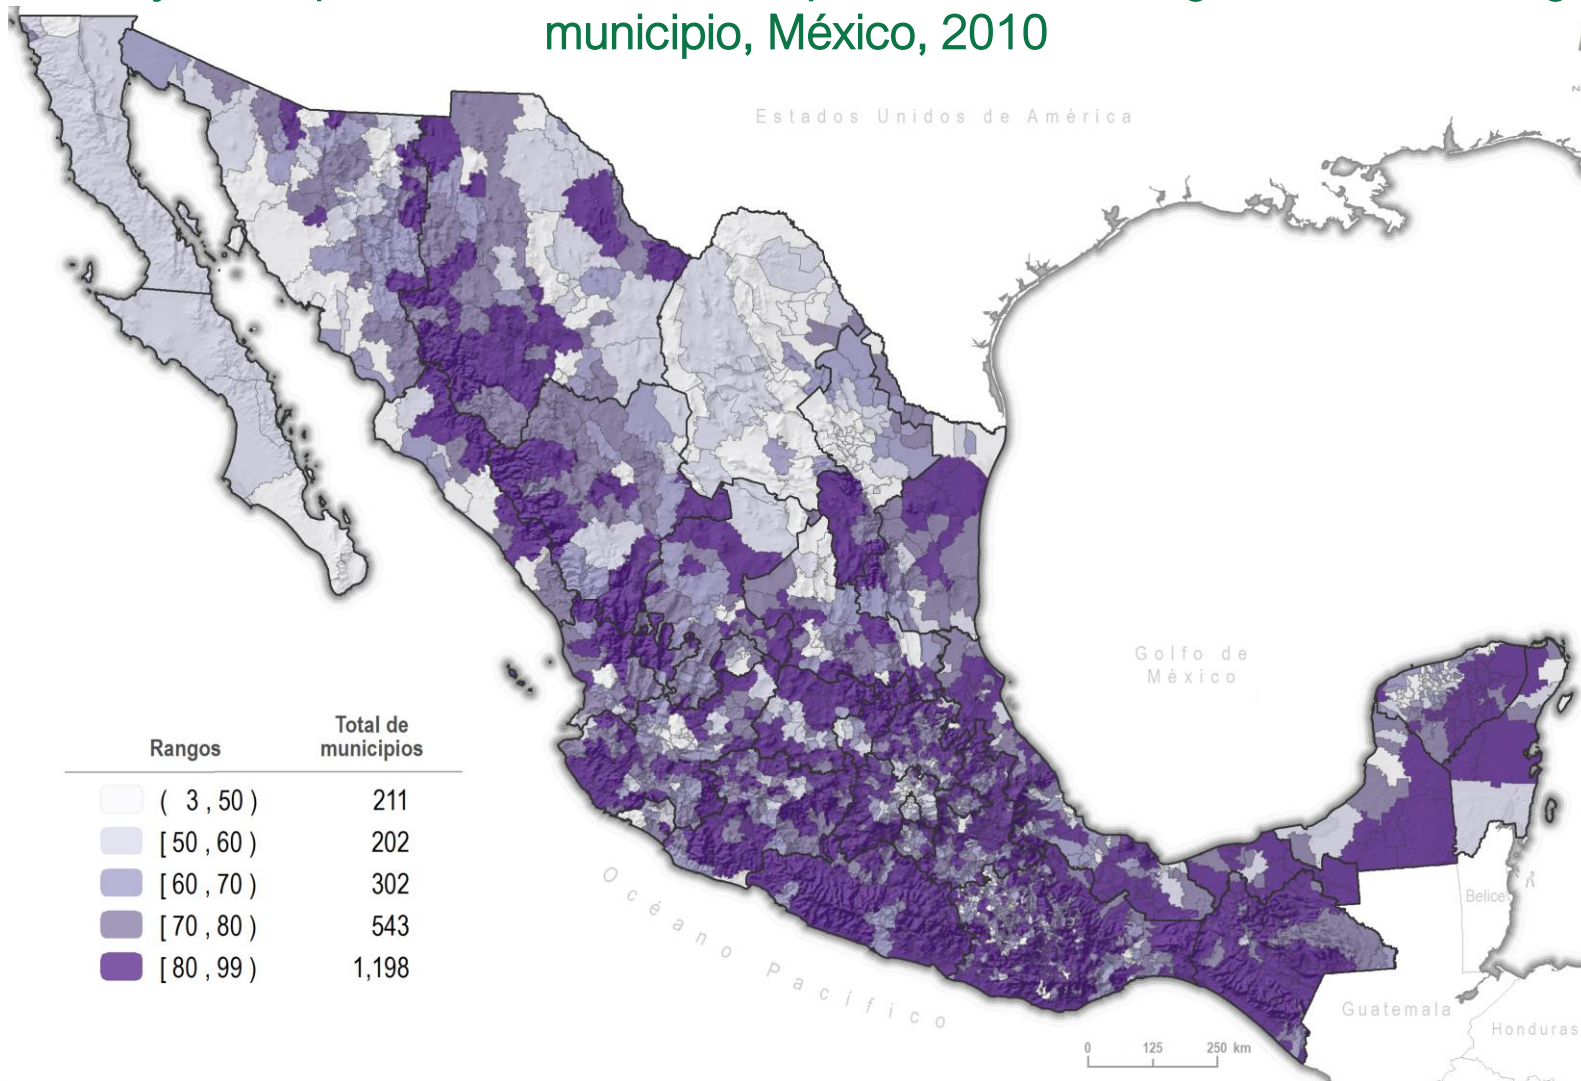 municipio, México, 2010
Estados Unidos de América
Golfo de
México
Rangos
Total de
municipios
( 3 , 50 ) 211
[ 50 , 60 ) 202
[ 60 , 70 ) 302
[ 70 , 80 ) 543
[ 80 , 99 ) 1,198
Océano Pacífico
Belice
Guatemala
Honduras
0 125 250 km